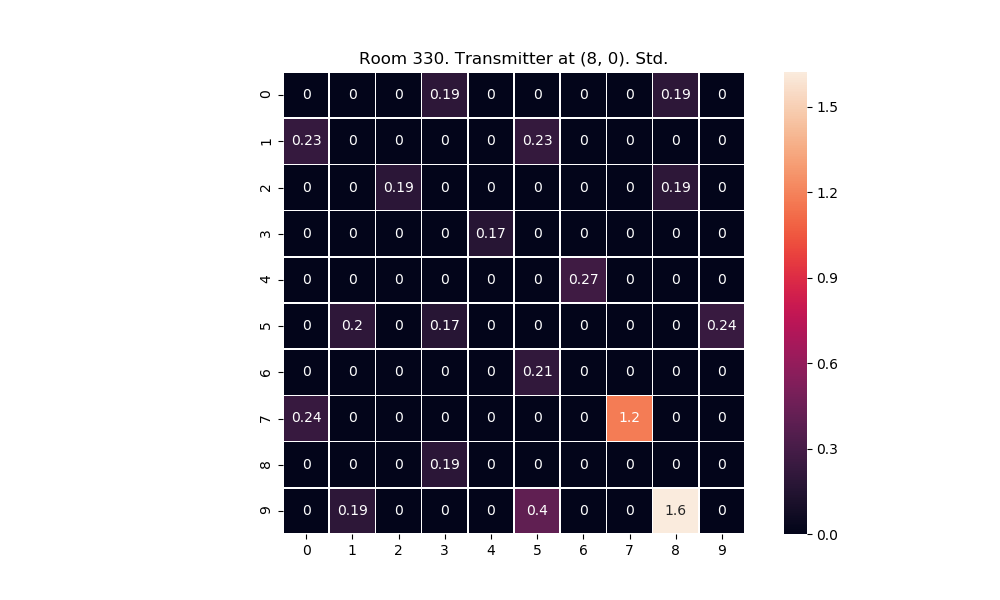 Room 330. Transmitter at (8, 0). Std.
0 0 0 0 0.19 0 0 0 0 0.19 0
1 0.23 0 0 0 0 0.23 0 0 0 0
2 0 0 0.19 0 0 0 0 0 0.19 0
3 0 0 0 0 0.17 0 0 0 0 0
4 0 0 0 0 0 0 0.27 0 0 0
5 0 0.2 0 0.17 0 0 0 0 0 0.24
6 0 0 0 0 0 0.21 0 0 0 0
7 0.24 0 0 0 0 0 0 1.2 0 0
8 0 0 0 0.19 0 0 0 0 0 0
9 0 0.19 0 0 0 0.4 0 0 1.6 0
0 1 2 3 4 5 6 7 8 9
1.5
1.2
0.9
0.6
0.3
0.0